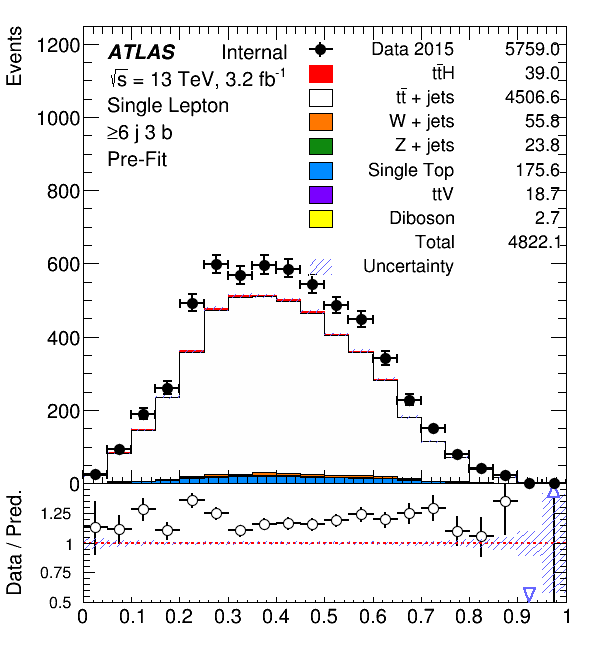 Events
1200
1000
800
600
400
200
0
ATLAS Internal
√s = 13 TeV, 3.2 fb-1
Single Lepton
≥6 j 3 b
Pre-Fit
Data 2015 5759.0
tt̄H 39.0
tt̄ + jets 4506.6
W + jets 55.8
Z + jets 23.8
Single Top 175.6
ttV 18.7
Diboson 2.7
Total 4822.1
Uncertainty
Data / Pred.
1.25
1
0.75
0.5
0 0.1 0.2 0.3 0.4 0.5 0.6 0.7 0.8 0.9 1